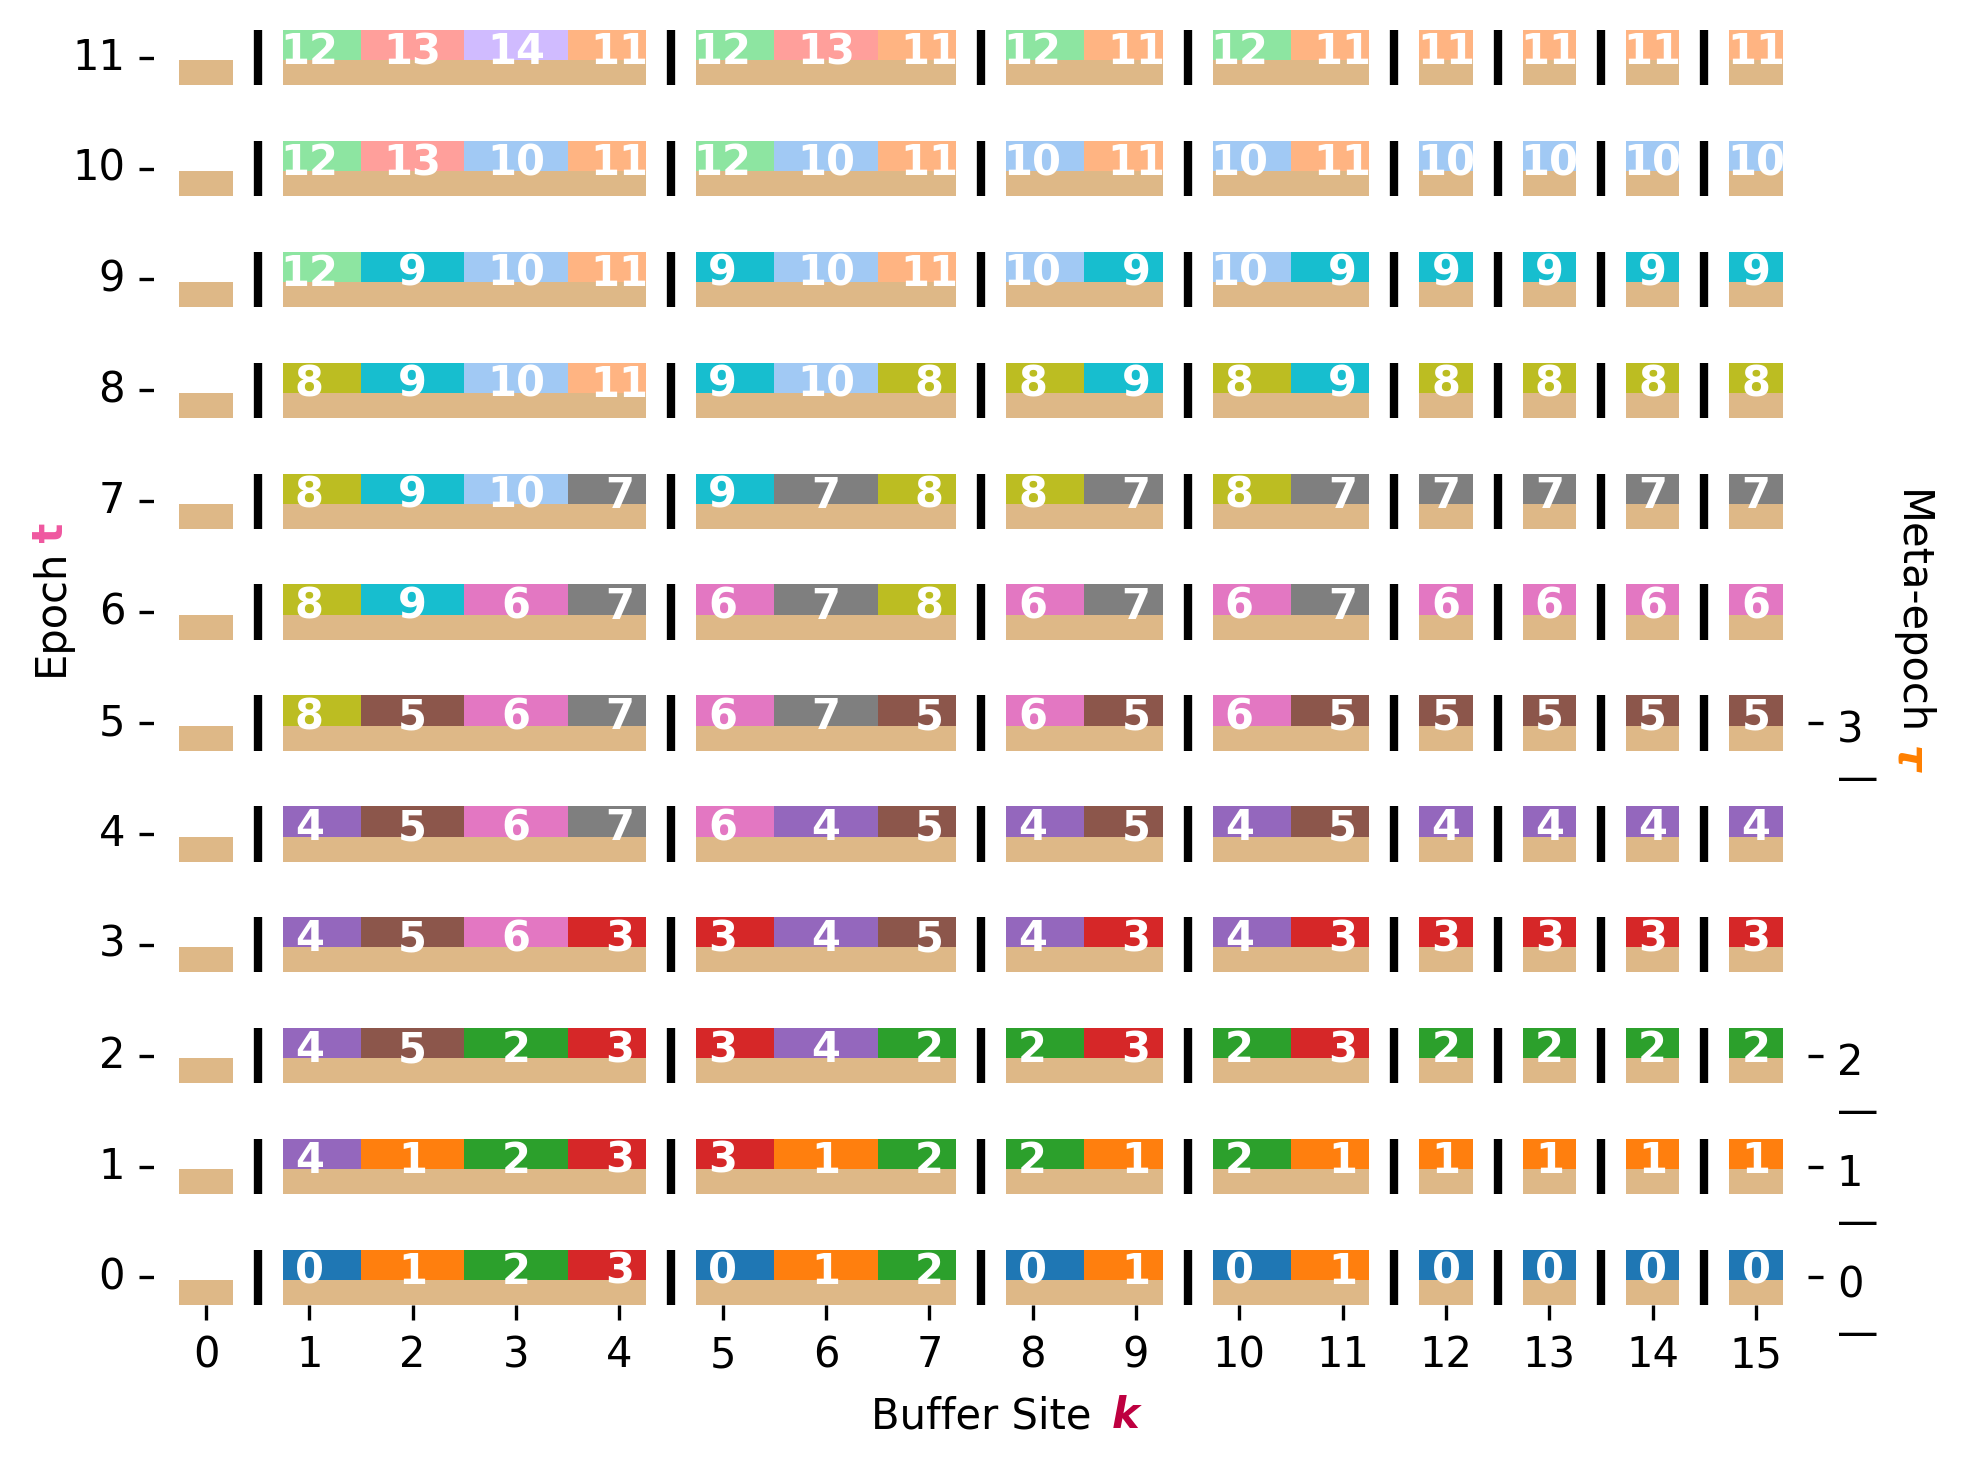 11 12 13 14 11 12 13 11 12 11 12 11 11 11 11 11
10 12 13 10 11 12 10 11 10 11 10 11 10 10 10 10
9 12 9 10 11 9 10 11 10 9 10 9 9 9 9 9
8 8 9 10 11 9 10 8 8 9 8 9 8 8 8 8
7 8 9 10 7 9 7 8 8 7 8 7 7 7 7 7
6 8 9 6 7 6 7 8 6 7 6 7 6 6 6 6
5 8 5 6 7 6 7 5 6 5 6 5 5 5 5 5 3
4 4 5 6 7 6 4 5 4 5 4 5 4 4 4 4
3 4 5 6 3 3 4 5 4 3 4 3 3 3 3 3
2 4 5 2 3 3 4 2 2 3 2 3 2 2 2 2 2
1 4 1 2 3 3 1 2 2 1 2 1 1 1 1 1 1
0 0 1 2 3 0 1 2 0 1 0 1 0 0 0 0 0
0 1 2 3 4 5 6 7 8 9 10 11 12 13 14 15
Buffer Site k
Epoch t
Meta-epoch τ